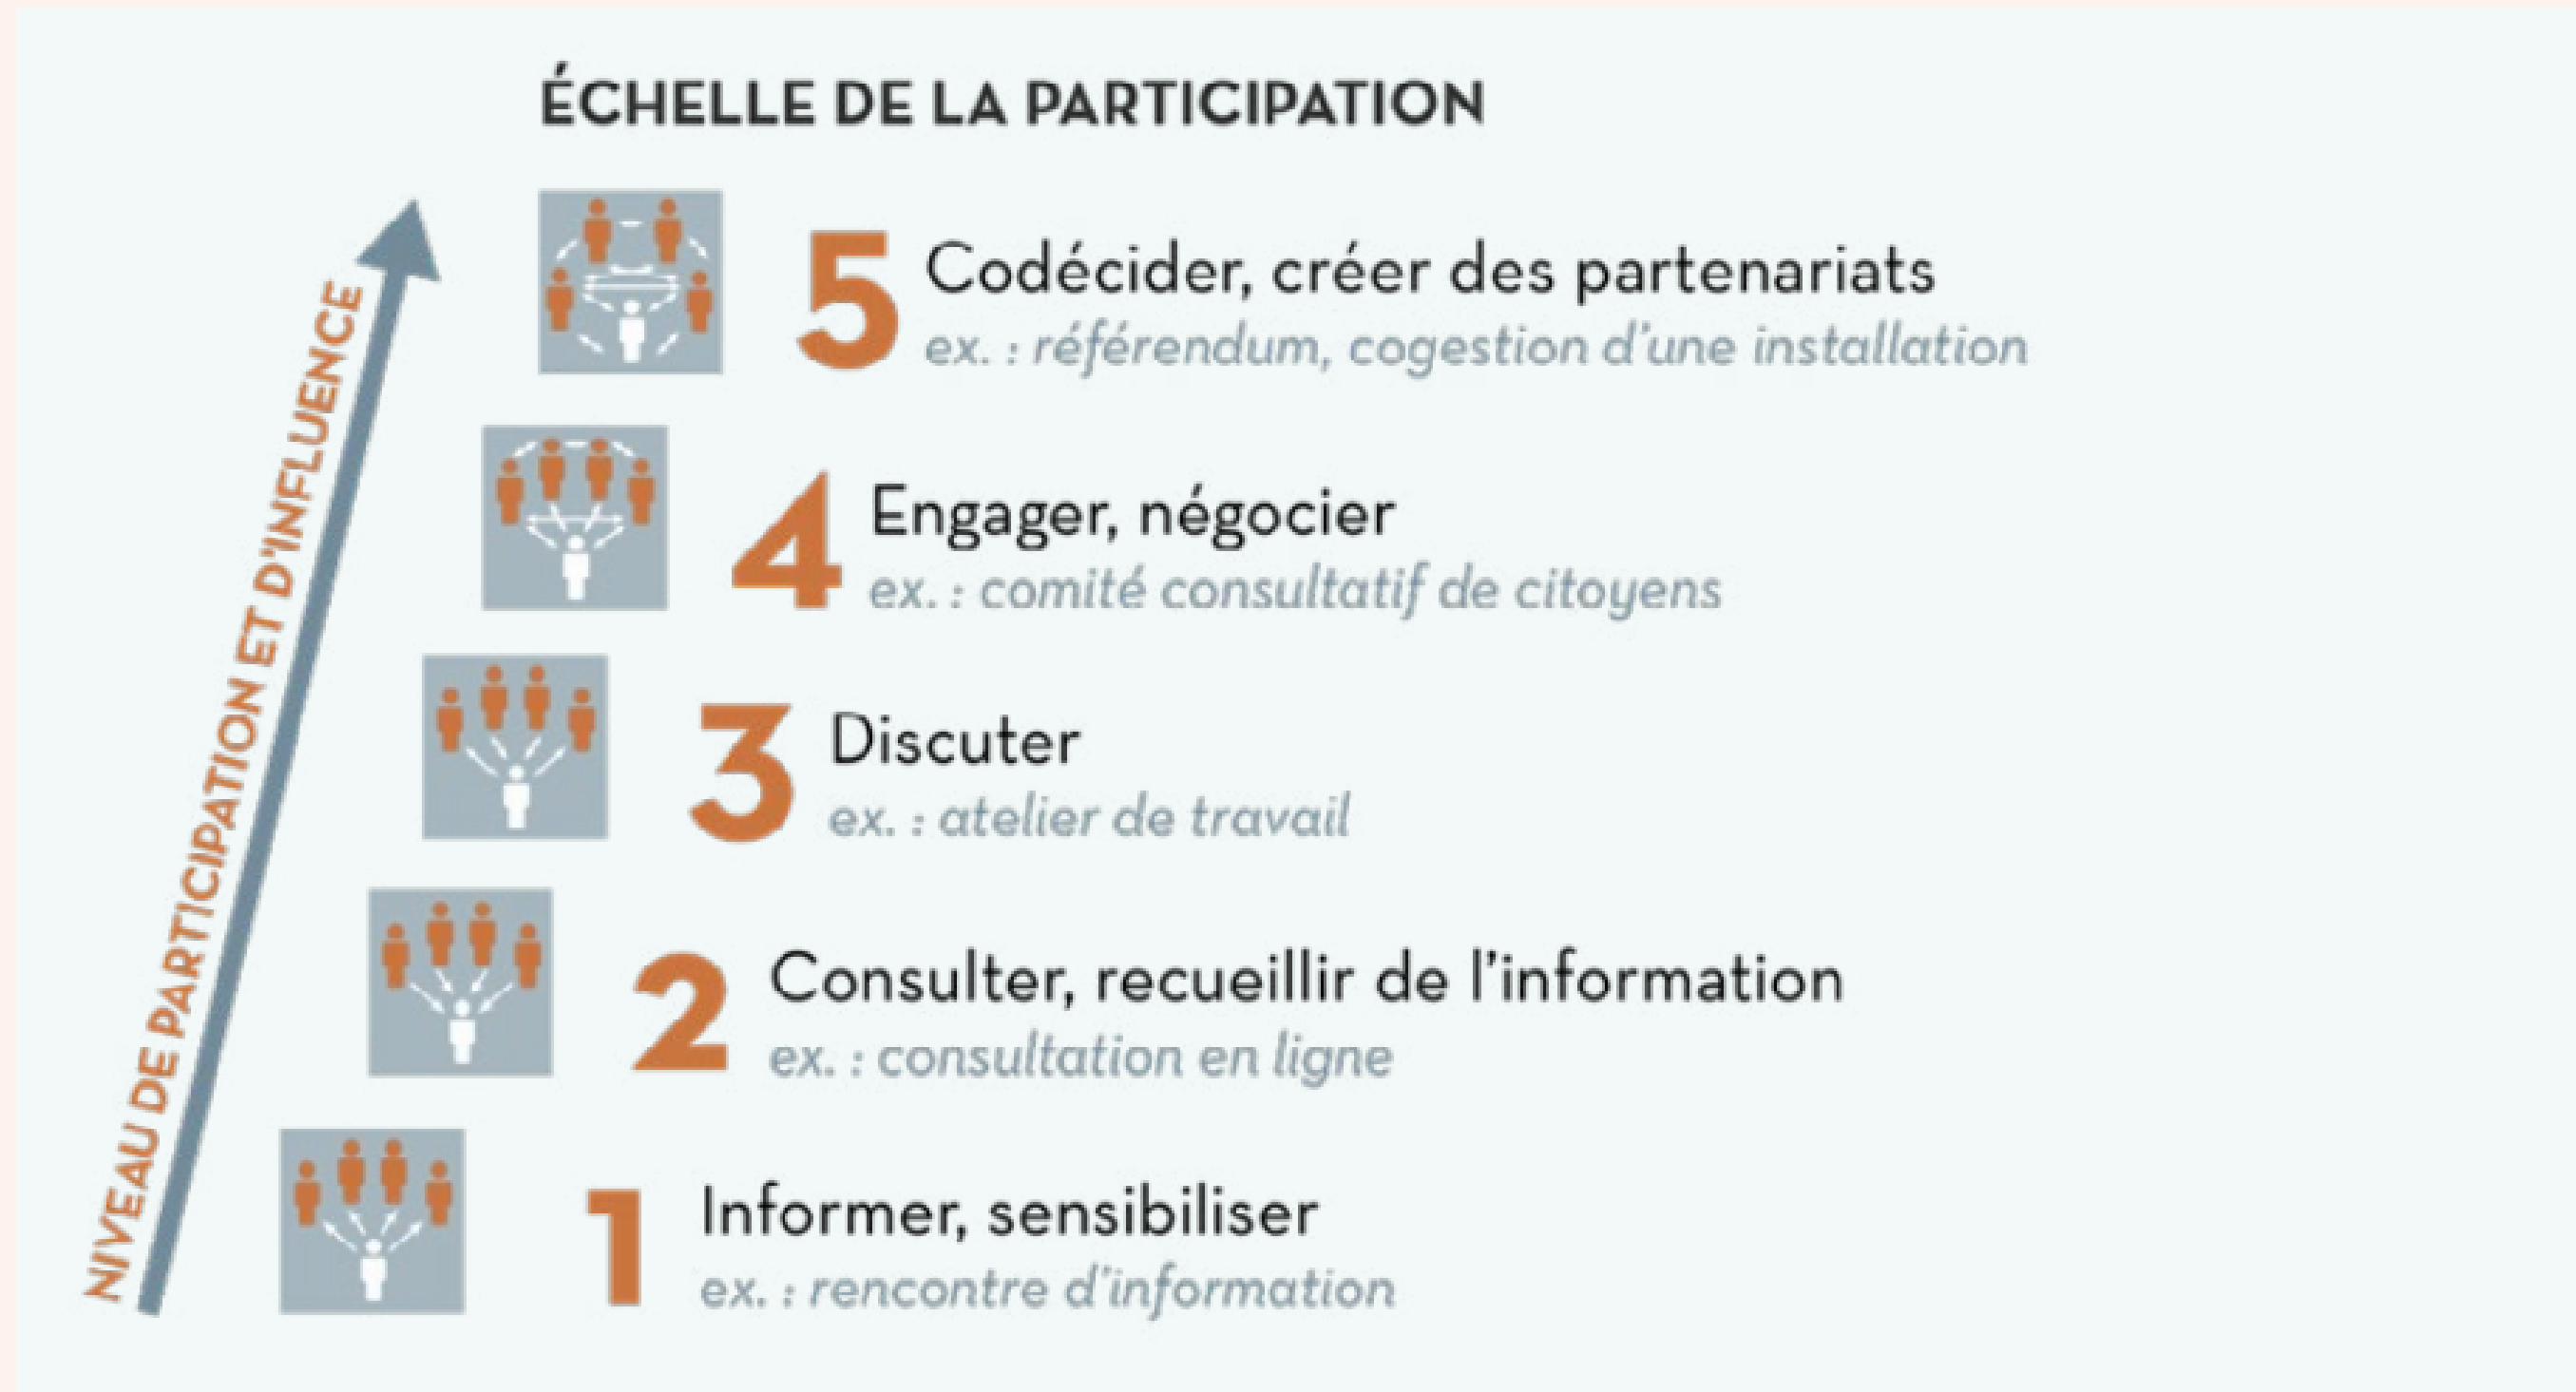 ÉCHELLE DE LA PARTICIPATION
NIVEAU DE PARTICIPATION ET D'INFLUENCE
5 Codécider, créer des partenariats
ex. : référendum, cogestion d'une installation
4 Engager, négocier
ex. : comité consultatif de citoyens
3 Discuter
ex. : atelier de travail
2 Consulter, recueillir de l'information
ex. : consultation en ligne
1 Informer, sensibiliser
ex. : rencontre d'information